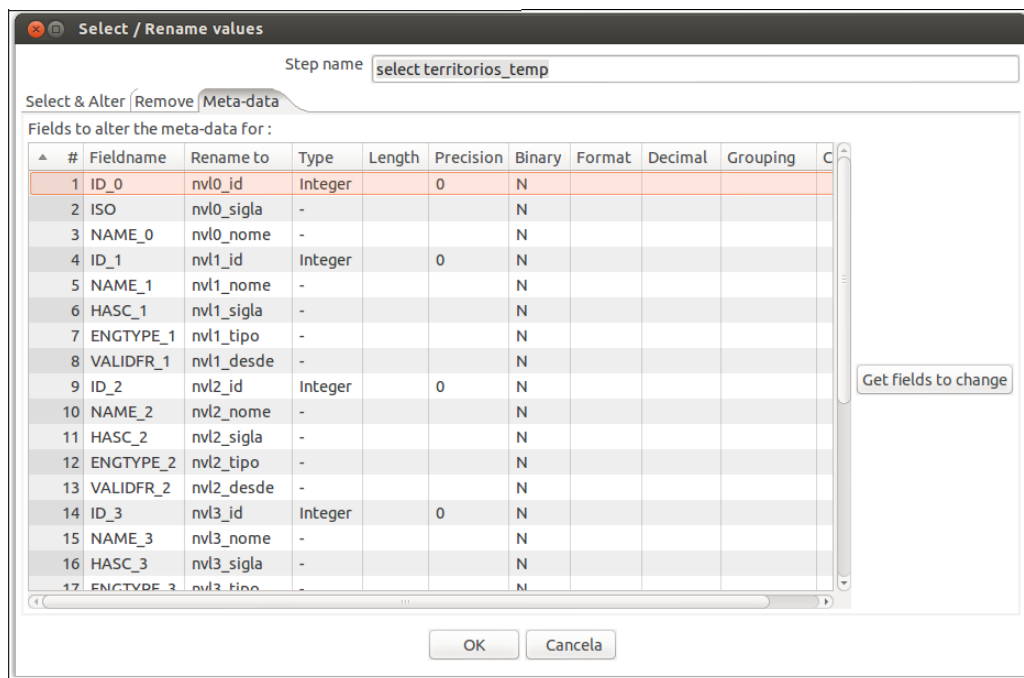 Select / Rename values
Step name select territorios_temp
Select & Alter Remove Meta-data
Fields to alter the meta-data for :
# Fieldname Rename to Type Length Precision Binary Format Decimal Grouping C
1 ID_0 nvl0_id Integer 0 N
2 ISO nvl0_sigla - N
3 NAME_0 nvl0_nome - N
4 ID_1 nvl1_id Integer 0 N
5 NAME_1 nvl1_nome - N
6 HASC_1 nvl1_sigla - N
7 ENGTYPE_1 nvl1_tipo - N
8 VALIDFR_1 nvl1_desde - N
9 ID_2 nvl2_id Integer 0 N
Get fields to change
10 NAME_2 nvl2_nome - N
11 HASC_2 nvl2_sigla - N
12 ENGTYPE_2 nvl2_tipo - N
13 VALIDFR_2 nvl2_desde - N
14 ID_3 nvl3_id Integer 0 N
15 NAME_3 nvl3_nome - N
16 HASC_3 nvl3_sigla - N
17 ENGTYPE_3 nvl3_tipo - N
OK Cancela